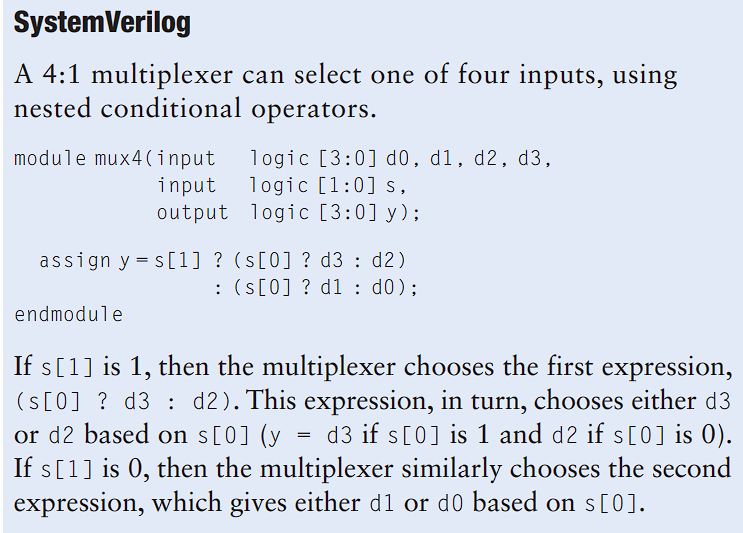 SystemVerilog
A 4:1 multiplexer can select one of four inputs, using
nested conditional operators.
module mux4(input   logic [3:0] d0, d1, d2, d3,
            input   logic [1:0] s,
            output  logic [3:0] y);
  assign y = s[1] ? (s[0] ? d3 : d2)
                  : (s[0] ? d1 : d0);
endmodule
If s[1] is 1, then the multiplexer chooses the first expression,
(s[0] ? d3 : d2). This expression, in turn, chooses either d3
or d2 based on s[0] (y = d3 if s[0] is 1 and d2 if s[0] is 0).
If s[1] is 0, then the multiplexer similarly chooses the second
expression, which gives either d1 or d0 based on s[0].